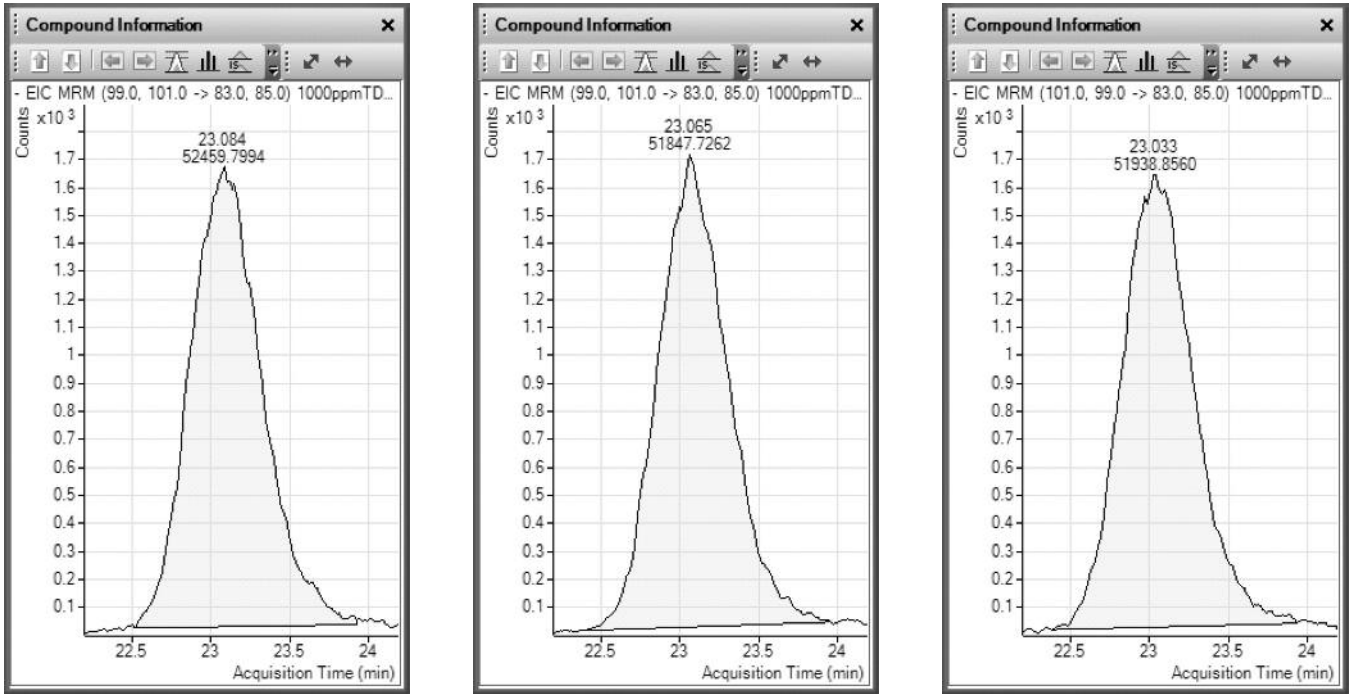 Compound Information
IS
- EIC MRM (99.0, 101.0 -> 83.0, 85.0) 1000ppmTD...
Counts
x10 3
23.084
52459.7994
1.7
1.6
1.5
1.4
1.3
1.2
1.1
1
0.9
0.8
0.7
0.6
0.5
0.4
0.3
0.2
0.1
22.5 23 23.5 24
Acquisition Time (min)
Compound Information
IS
- EIC MRM (99.0, 101.0 -> 83.0, 85.0) 1000ppmTD...
Counts
x10 3
23.065
51847.7262
1.7
1.6
1.5
1.4
1.3
1.2
1.1
1
0.9
0.8
0.7
0.6
0.5
0.4
0.3
0.2
0.1
22.5 23 23.5 24
Acquisition Time (min)
Compound Information
IS
- EIC MRM (101.0, 99.0 -> 83.0, 85.0) 1000ppmTD...
Counts
x10 3
23.033
51938.8560
1.7
1.6
1.5
1.4
1.3
1.2
1.1
1
0.9
0.8
0.7
0.6
0.5
0.4
0.3
0.2
0.1
22.5 23 23.5 24
Acquisition Time (min)